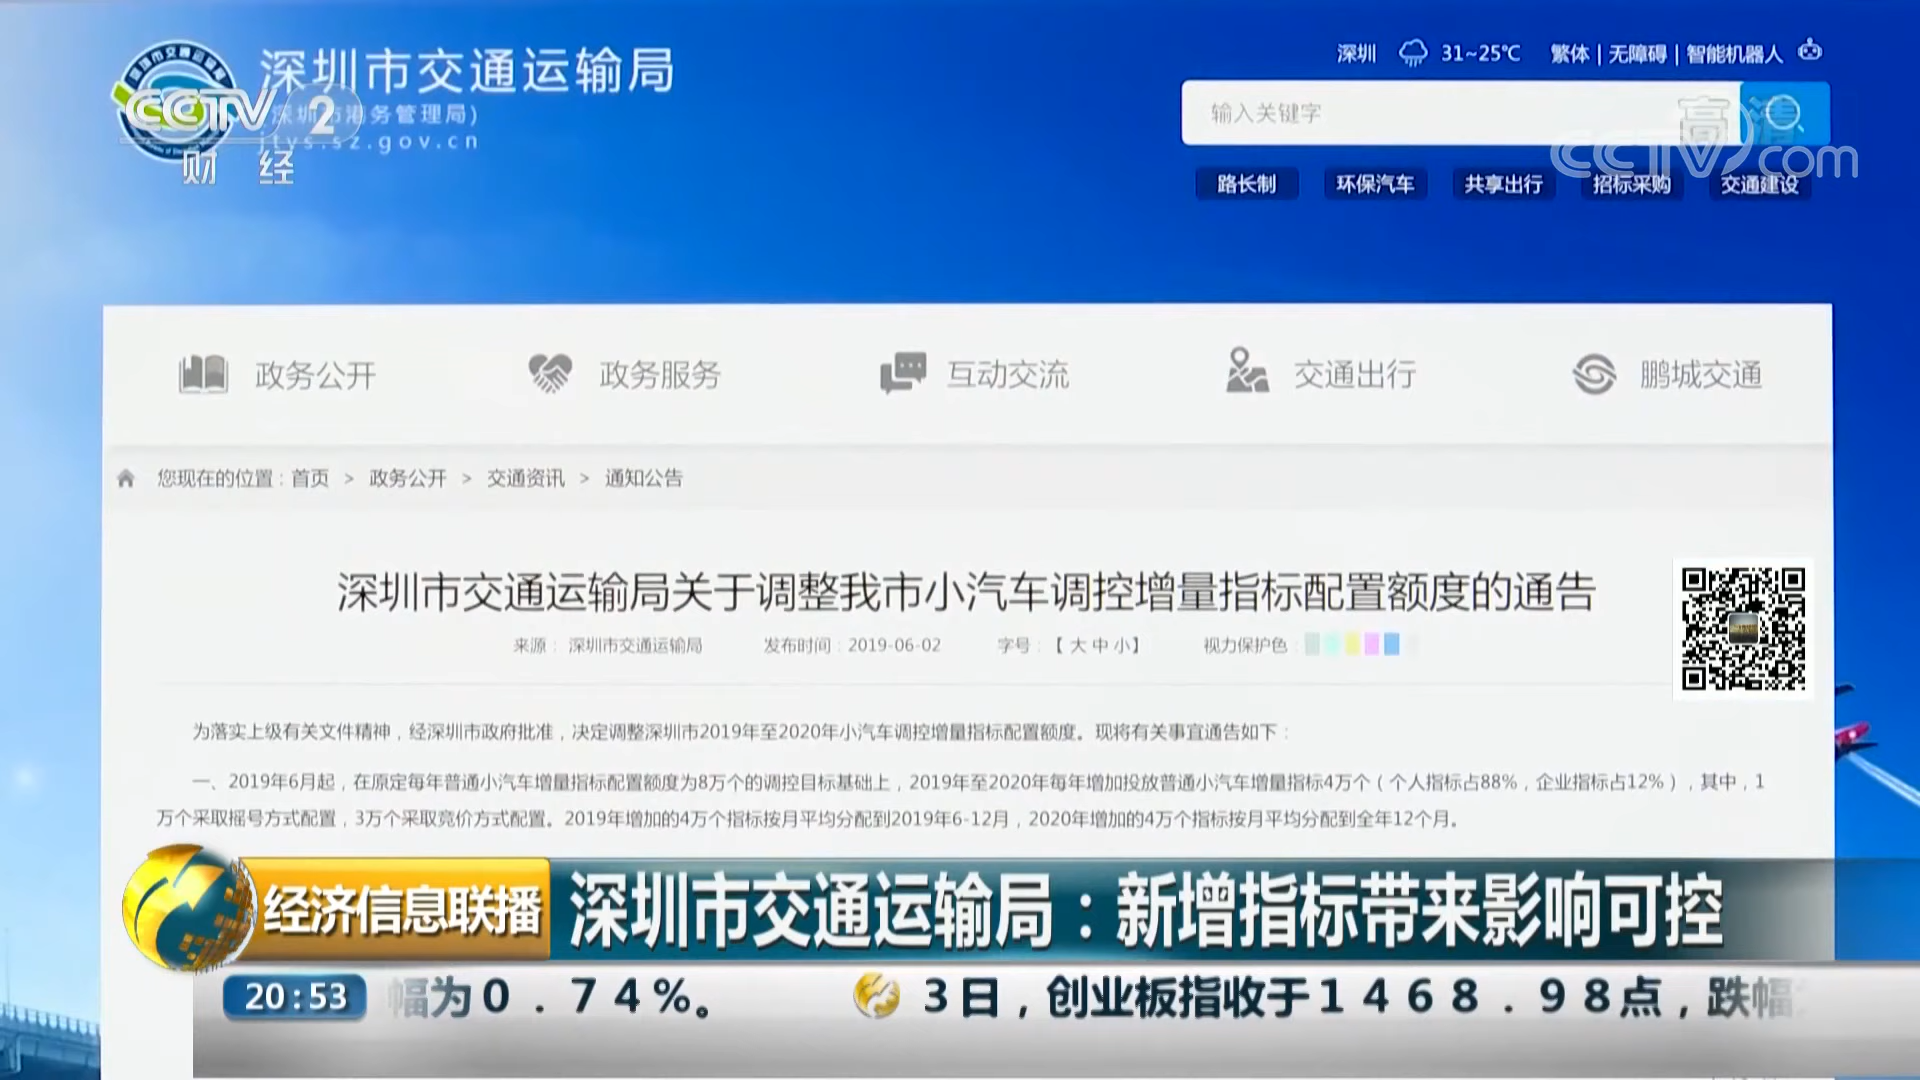 深圳市交通运输局
深圳 31~25℃ 繁体 | 无障碍 | 智能机器人
(深圳市港务管理局)
jtys.sz.gov.cn
CCTV 2
财经
输入关键字
高清
CCTV.com
路长制 环保汽车 共享出行 招标采购 交通建设
政务公开 政务服务 互动交流 交通出行 鹏城交通
您现在的位置：首页 > 政务公开 > 交通资讯 > 通知公告
深圳市交通运输局关于调整我市小汽车调控增量指标配置额度的通告
来源： 深圳市交通运输局 发布时间：2019-06-02 字号：【 大 中 小】 视力保护色：
为落实上级有关文件精神，经深圳市政府批准，决定调整深圳市2019年至2020年小汽车调控增量指标配置额度。现将有关事宜通告如下：
一、2019年6月起，在原定每年普通小汽车增量指标配置额度为8万个的调控目标基础上，2019年至2020年每年增加投放普通小汽车增量指标4万个（个人指标占88%，企业指标占12%），其中，1
万个采取摇号方式配置，3万个采取竞价方式配置。2019年增加的4万个指标按月平均分配到2019年6-12月，2020年增加的4万个指标按月平均分配到全年12个月。
经济信息联播 深圳市交通运输局：新增指标带来影响可控
20:53 幅为0.74%。 3日，创业板指收于1468.98点，跌幅